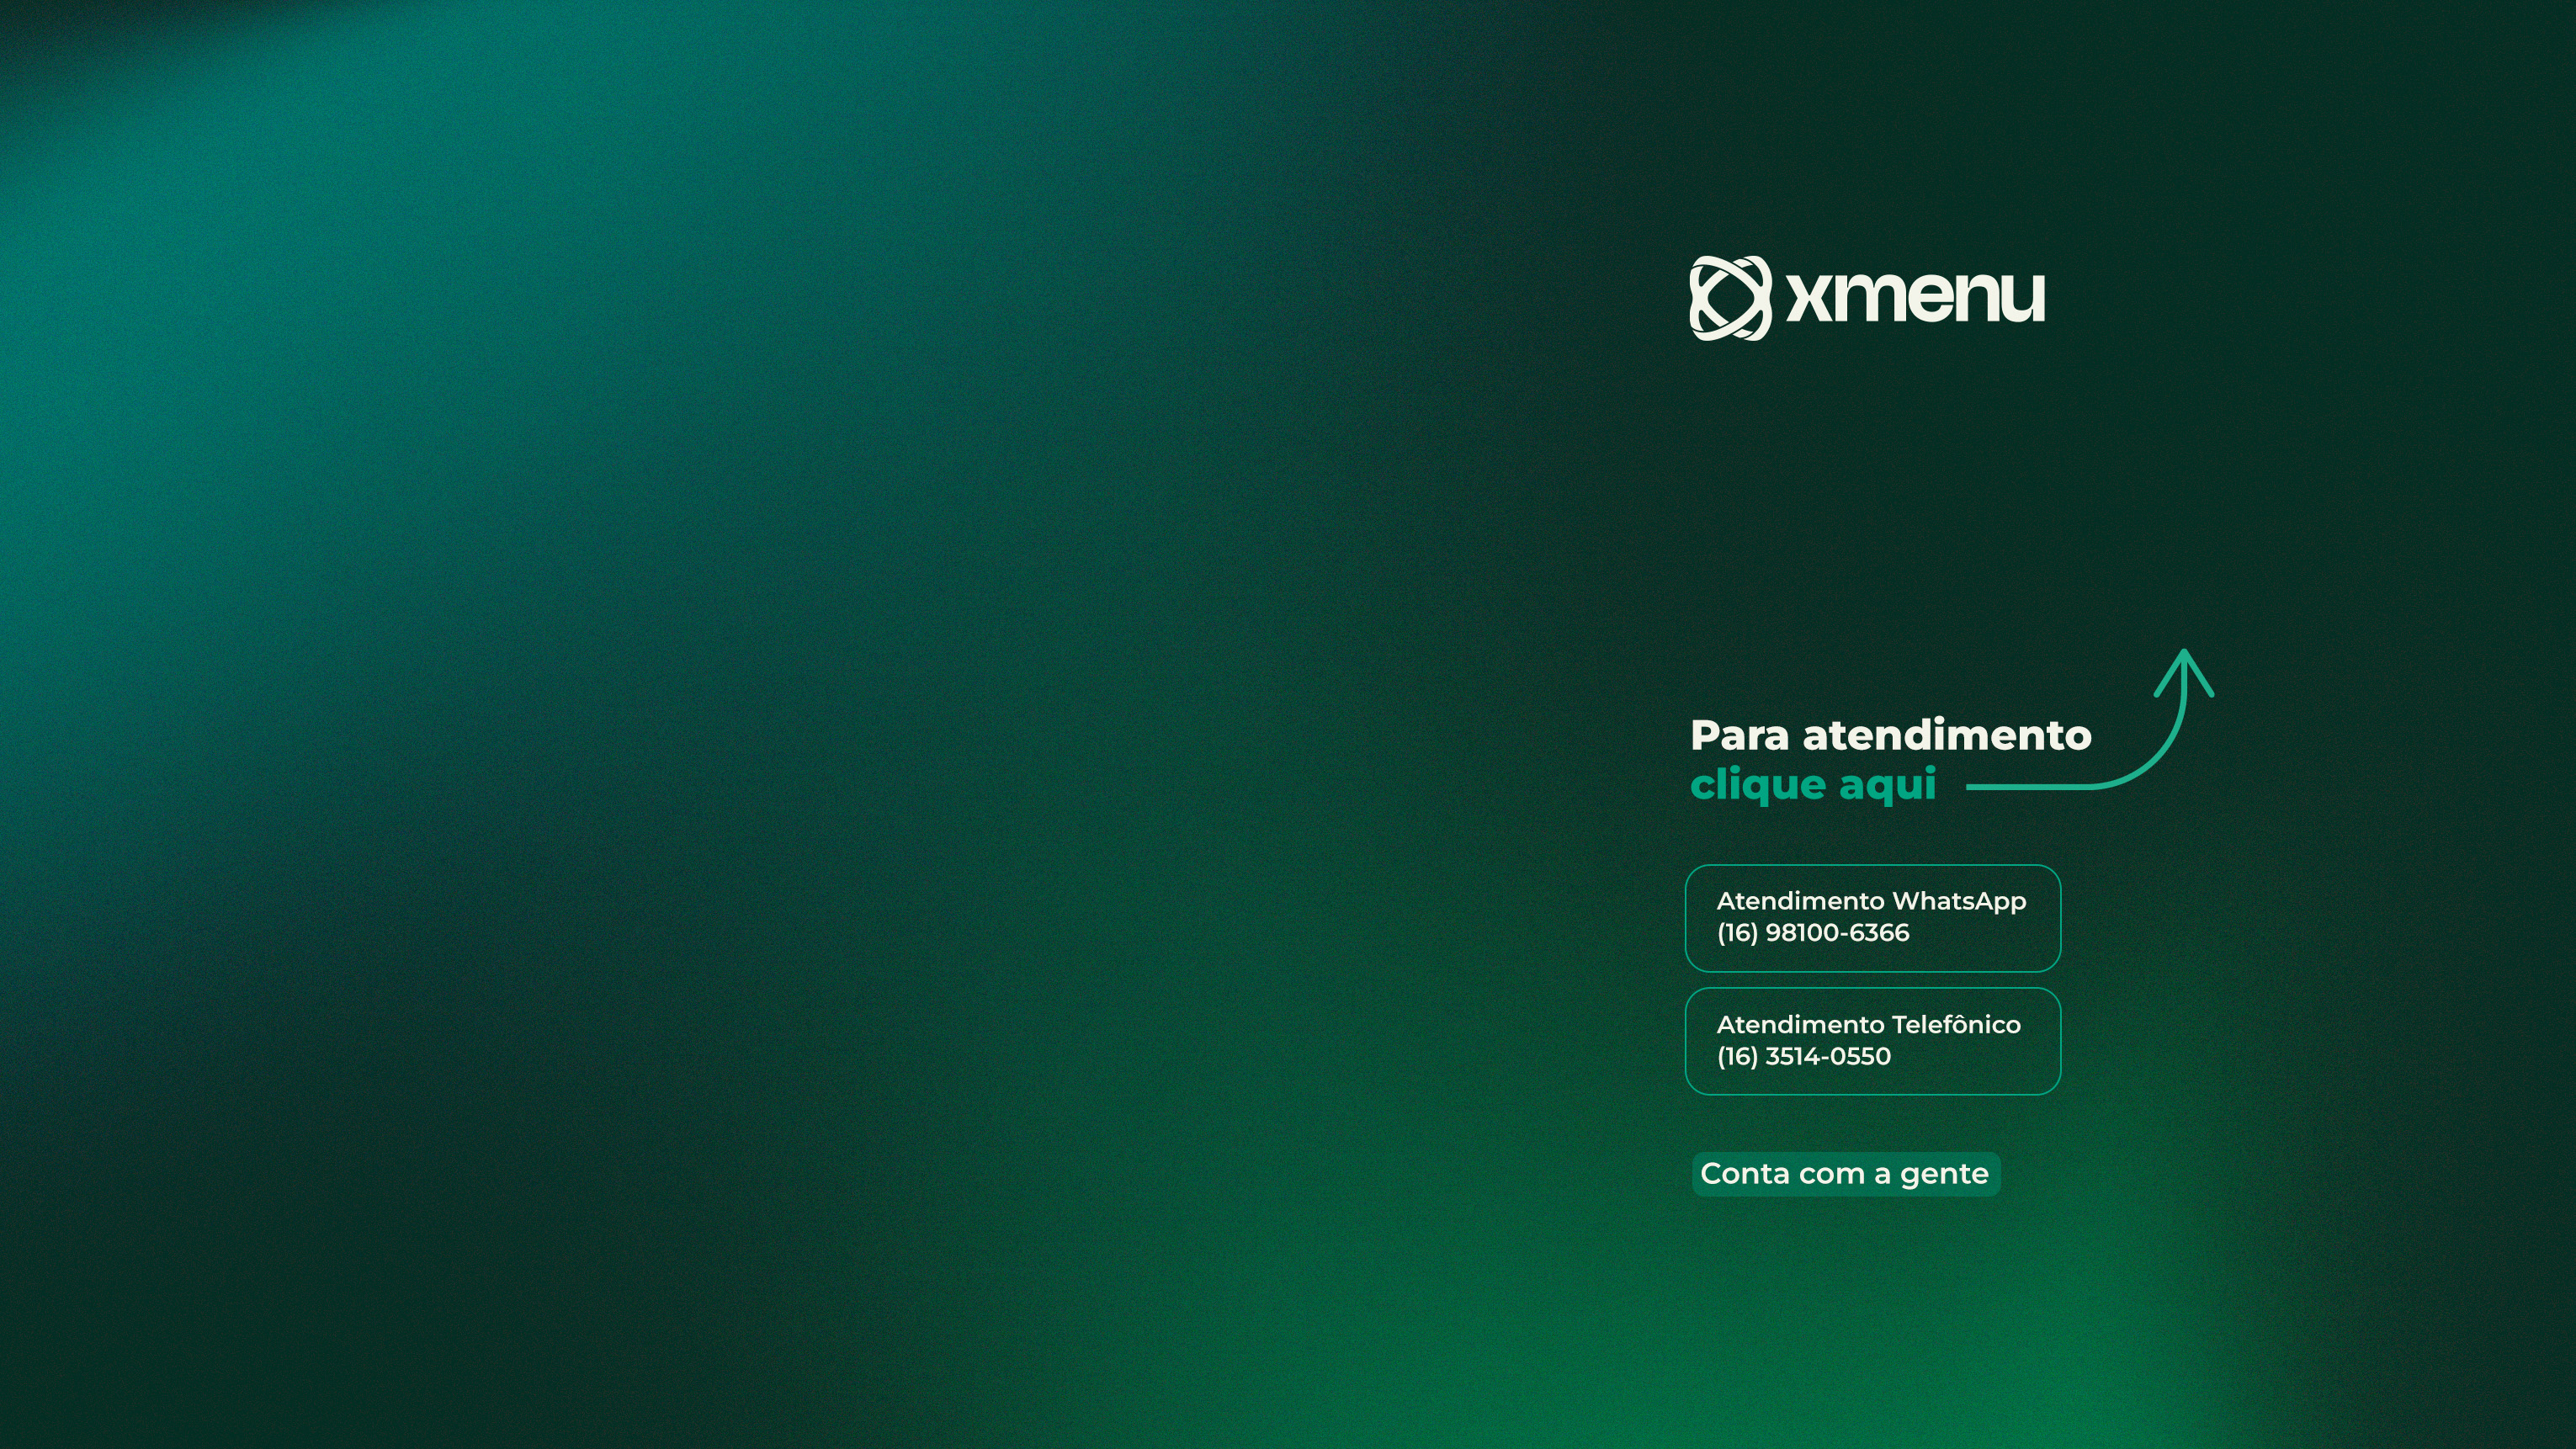 xmenu
Para atendimento
clique aqui
Atendimento WhatsApp
(16) 98100-6366
Atendimento Telefônico
(16) 3514-0550
Conta com a gente